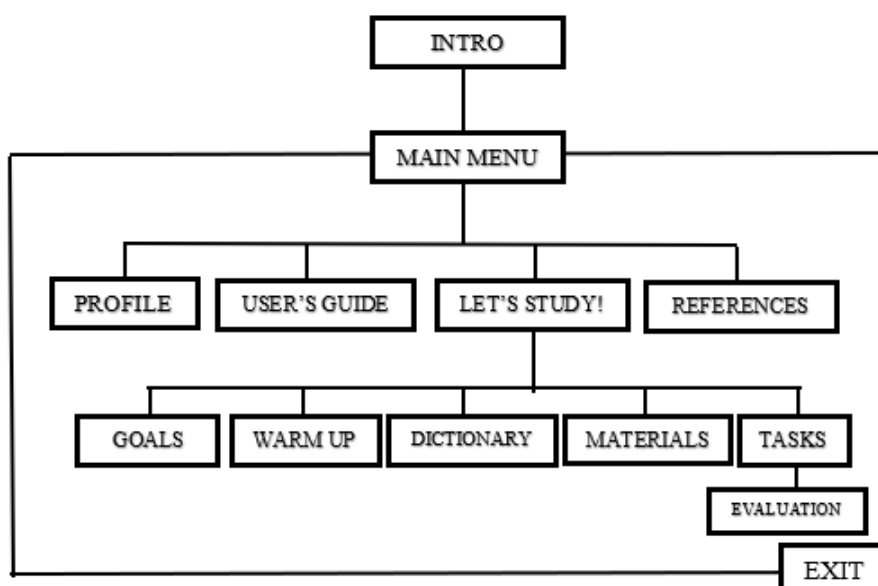 INTRO
MAIN MENU
PROFILE
USER’S GUIDE
LET’S STUDY!
REFERENCES
GOALS
WARM UP
DICTIONARY
MATERIALS
TASKS
EVALUATION
EXIT